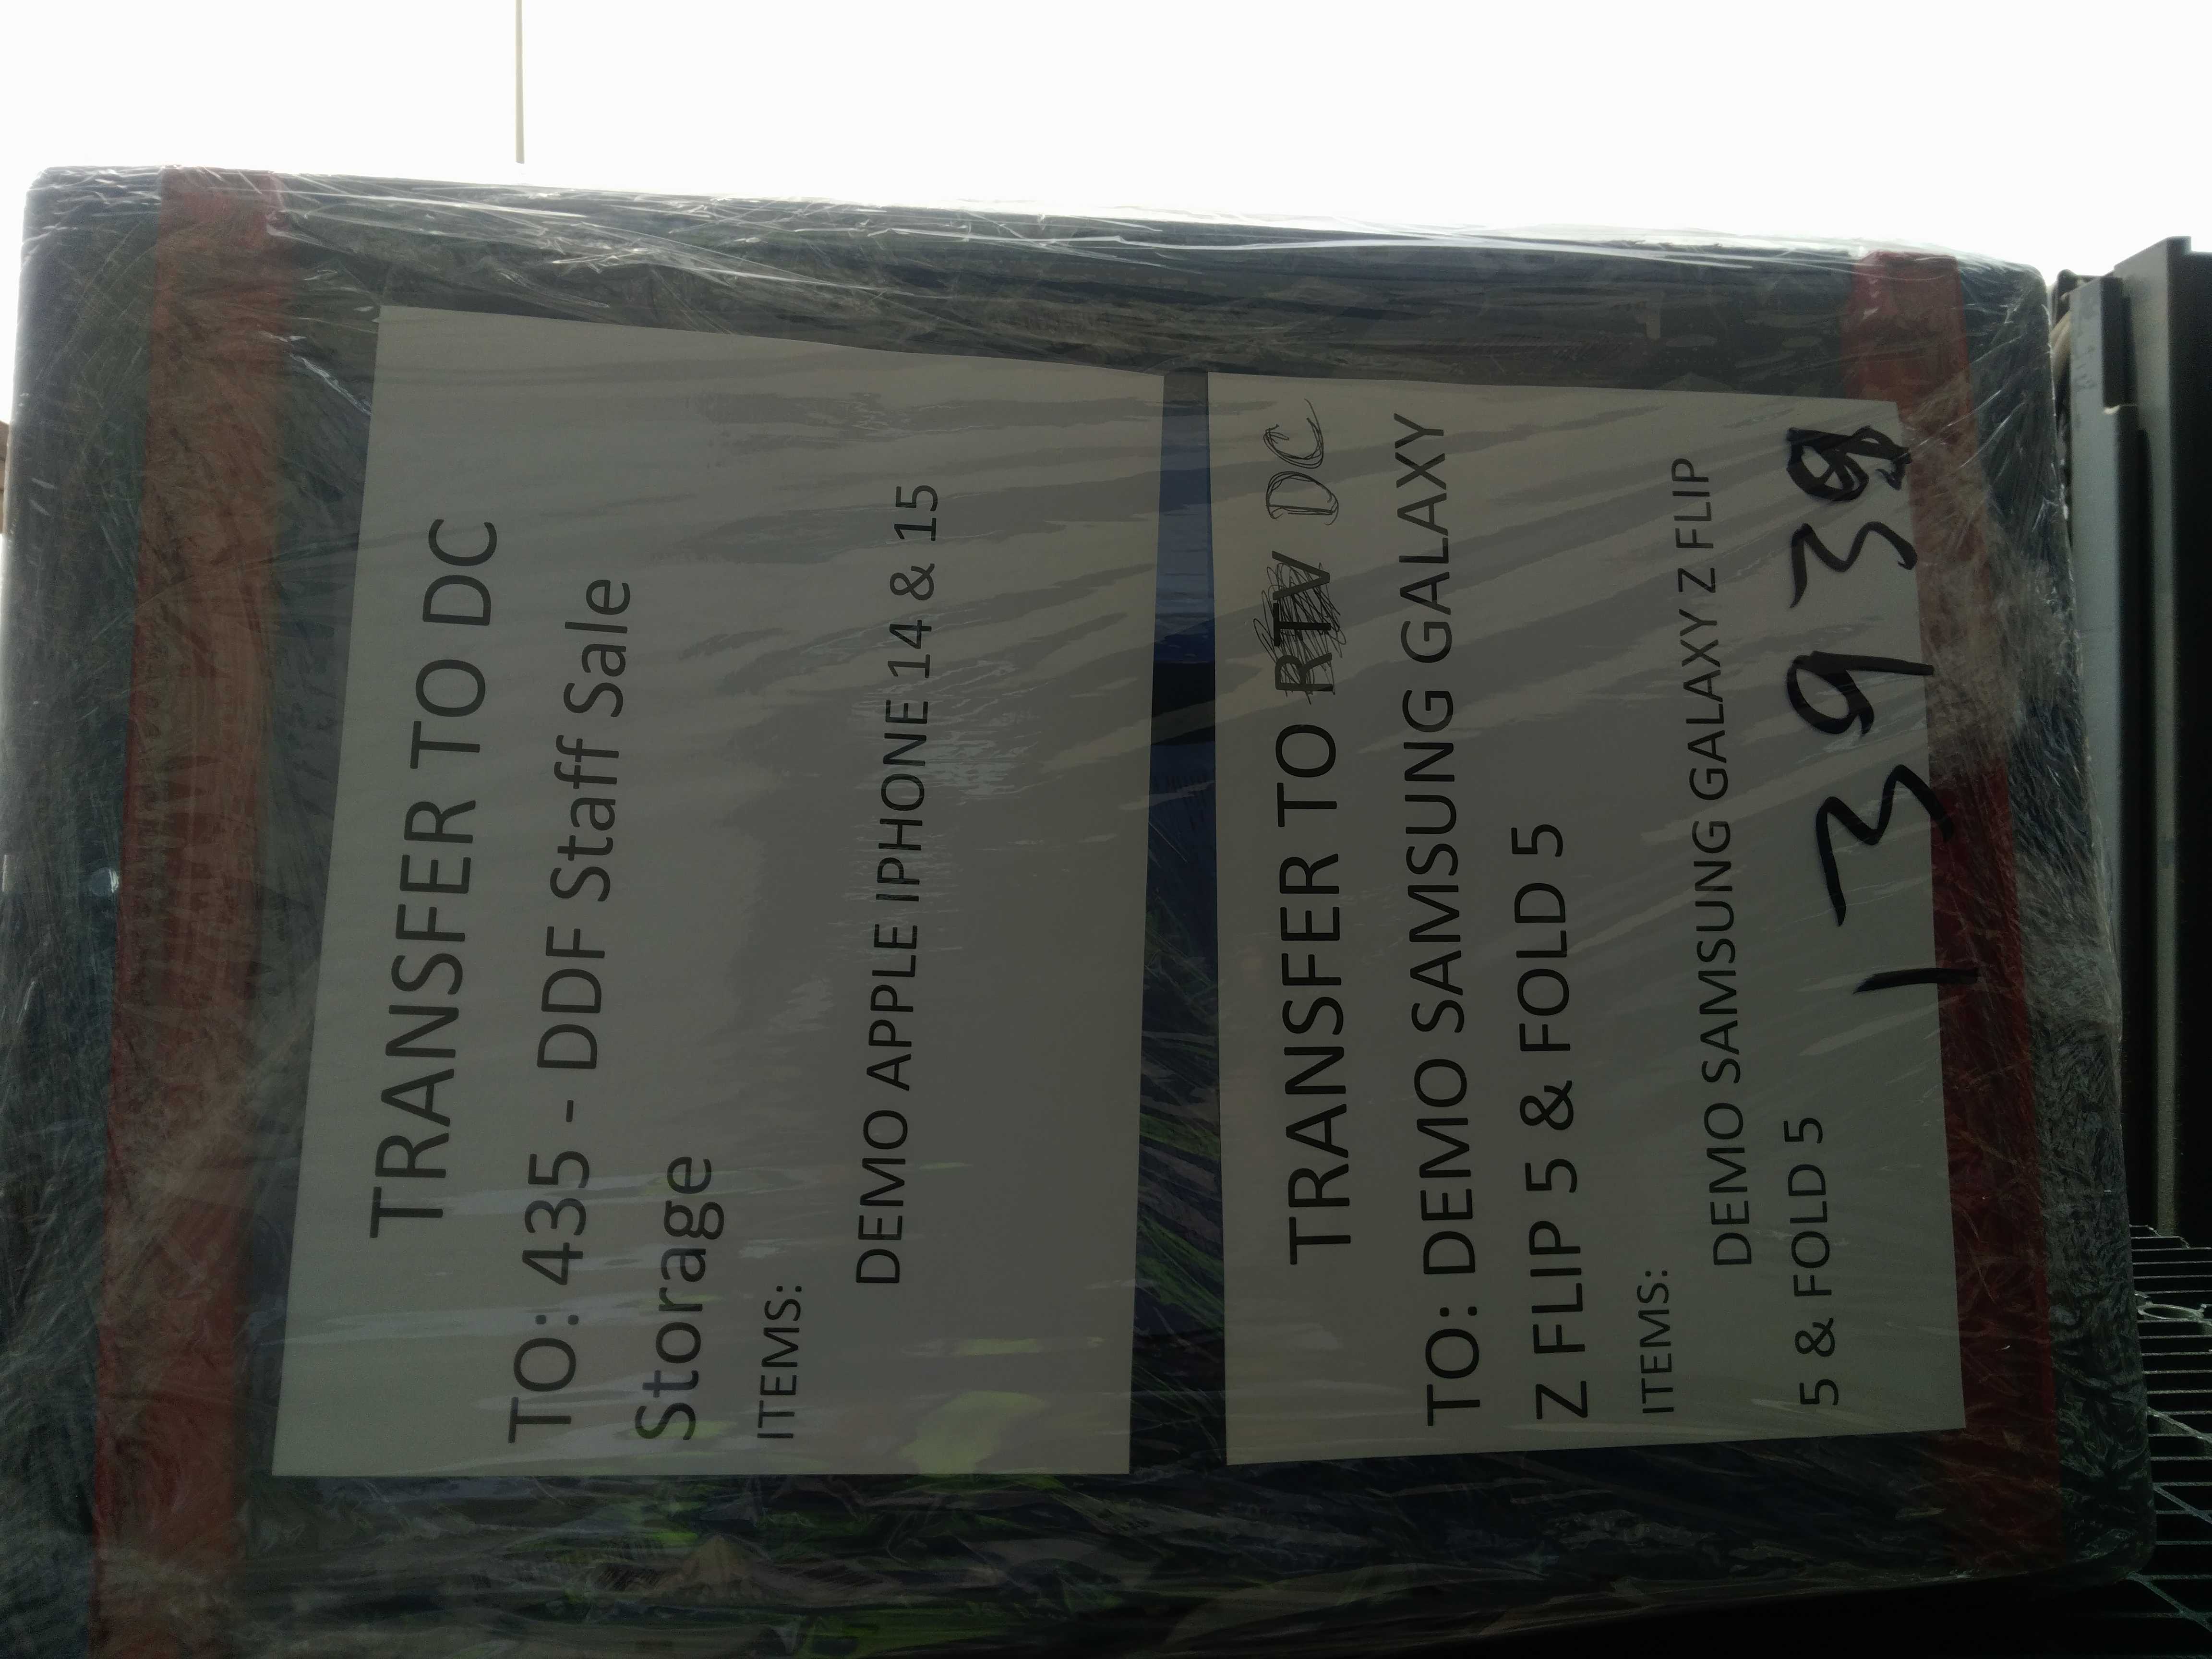 TRANSFER TO DC
TO: 435 - DDF Staff Sale
Storage
ITEMS:
DEMO APPLE IPHONE 14 & 15
TRANSFER TO RTV DC
TO: DEMO SAMSUNG GALAXY
Z FLIP 5 & FOLD 5
ITEMS:
DEMO SAMSUNG GALAXY Z FLIP
5 & FOLD 5
13938